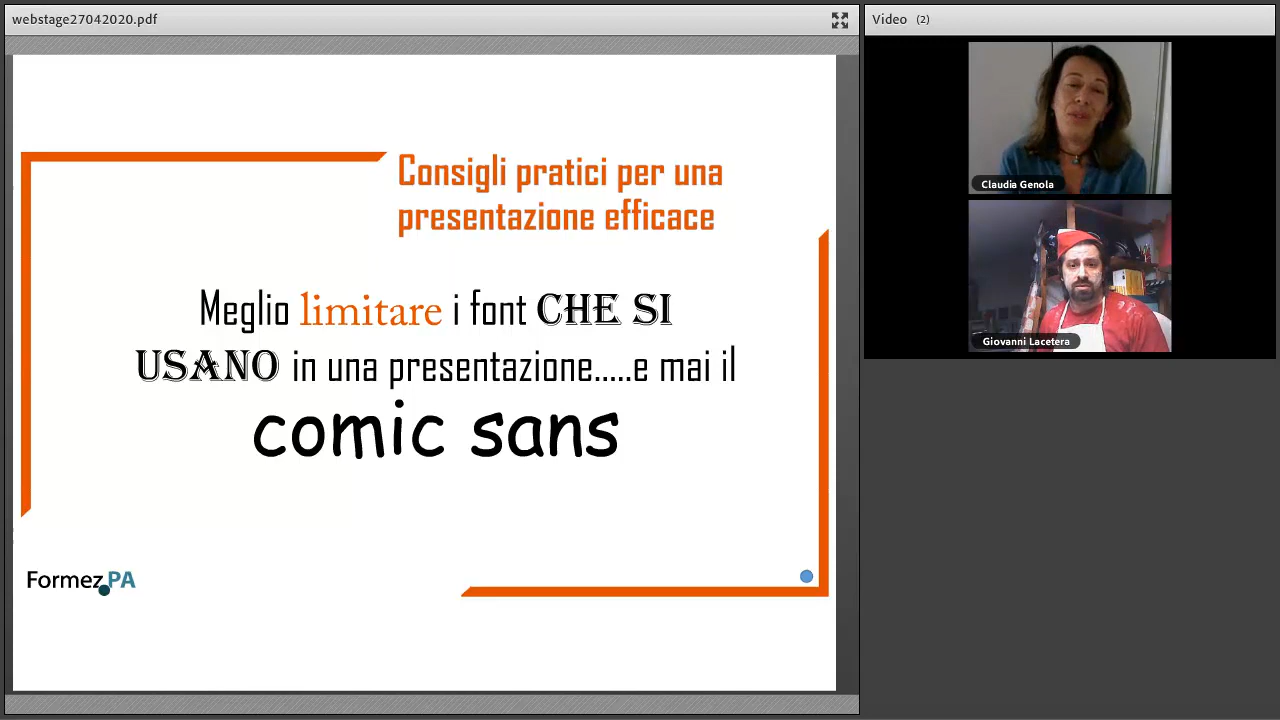 webstage27042020.pdf
Video (2)
Consigli pratici per una
presentazione efficace
Meglio limitare i font CHE SI
USANO in una presentazione.....e mai il
comic sans
Formez PA
Claudia Genola
Giovanni Lacetera